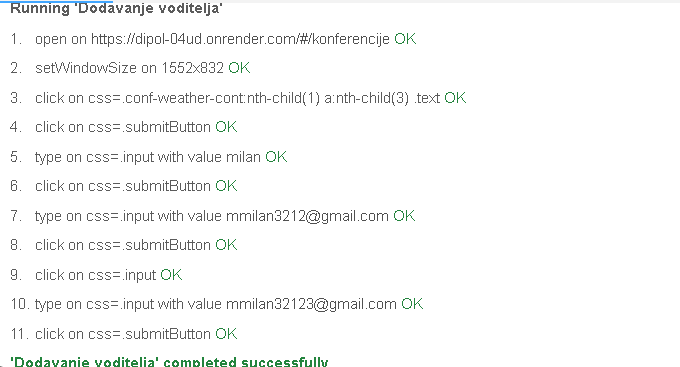 Running 'Dodavanje voditelja'
1. open on https://dipol-04ud.onrender.com/#/konferencije OK
2. setWindowSize on 1552x832 OK
3. click on css=.conf-weather-cont:nth-child(1) a:nth-child(3) .text OK
4. click on css=.submitButton OK
5. type on css=.input with value milan OK
6. click on css=.submitButton OK
7. type on css=.input with value mmilan3212@gmail.com OK
8. click on css=.submitButton OK
9. click on css=.input OK
10. type on css=.input with value mmilan32123@gmail.com OK
11. click on css=.submitButton OK
'Dodavanje voditelja' completed successfully